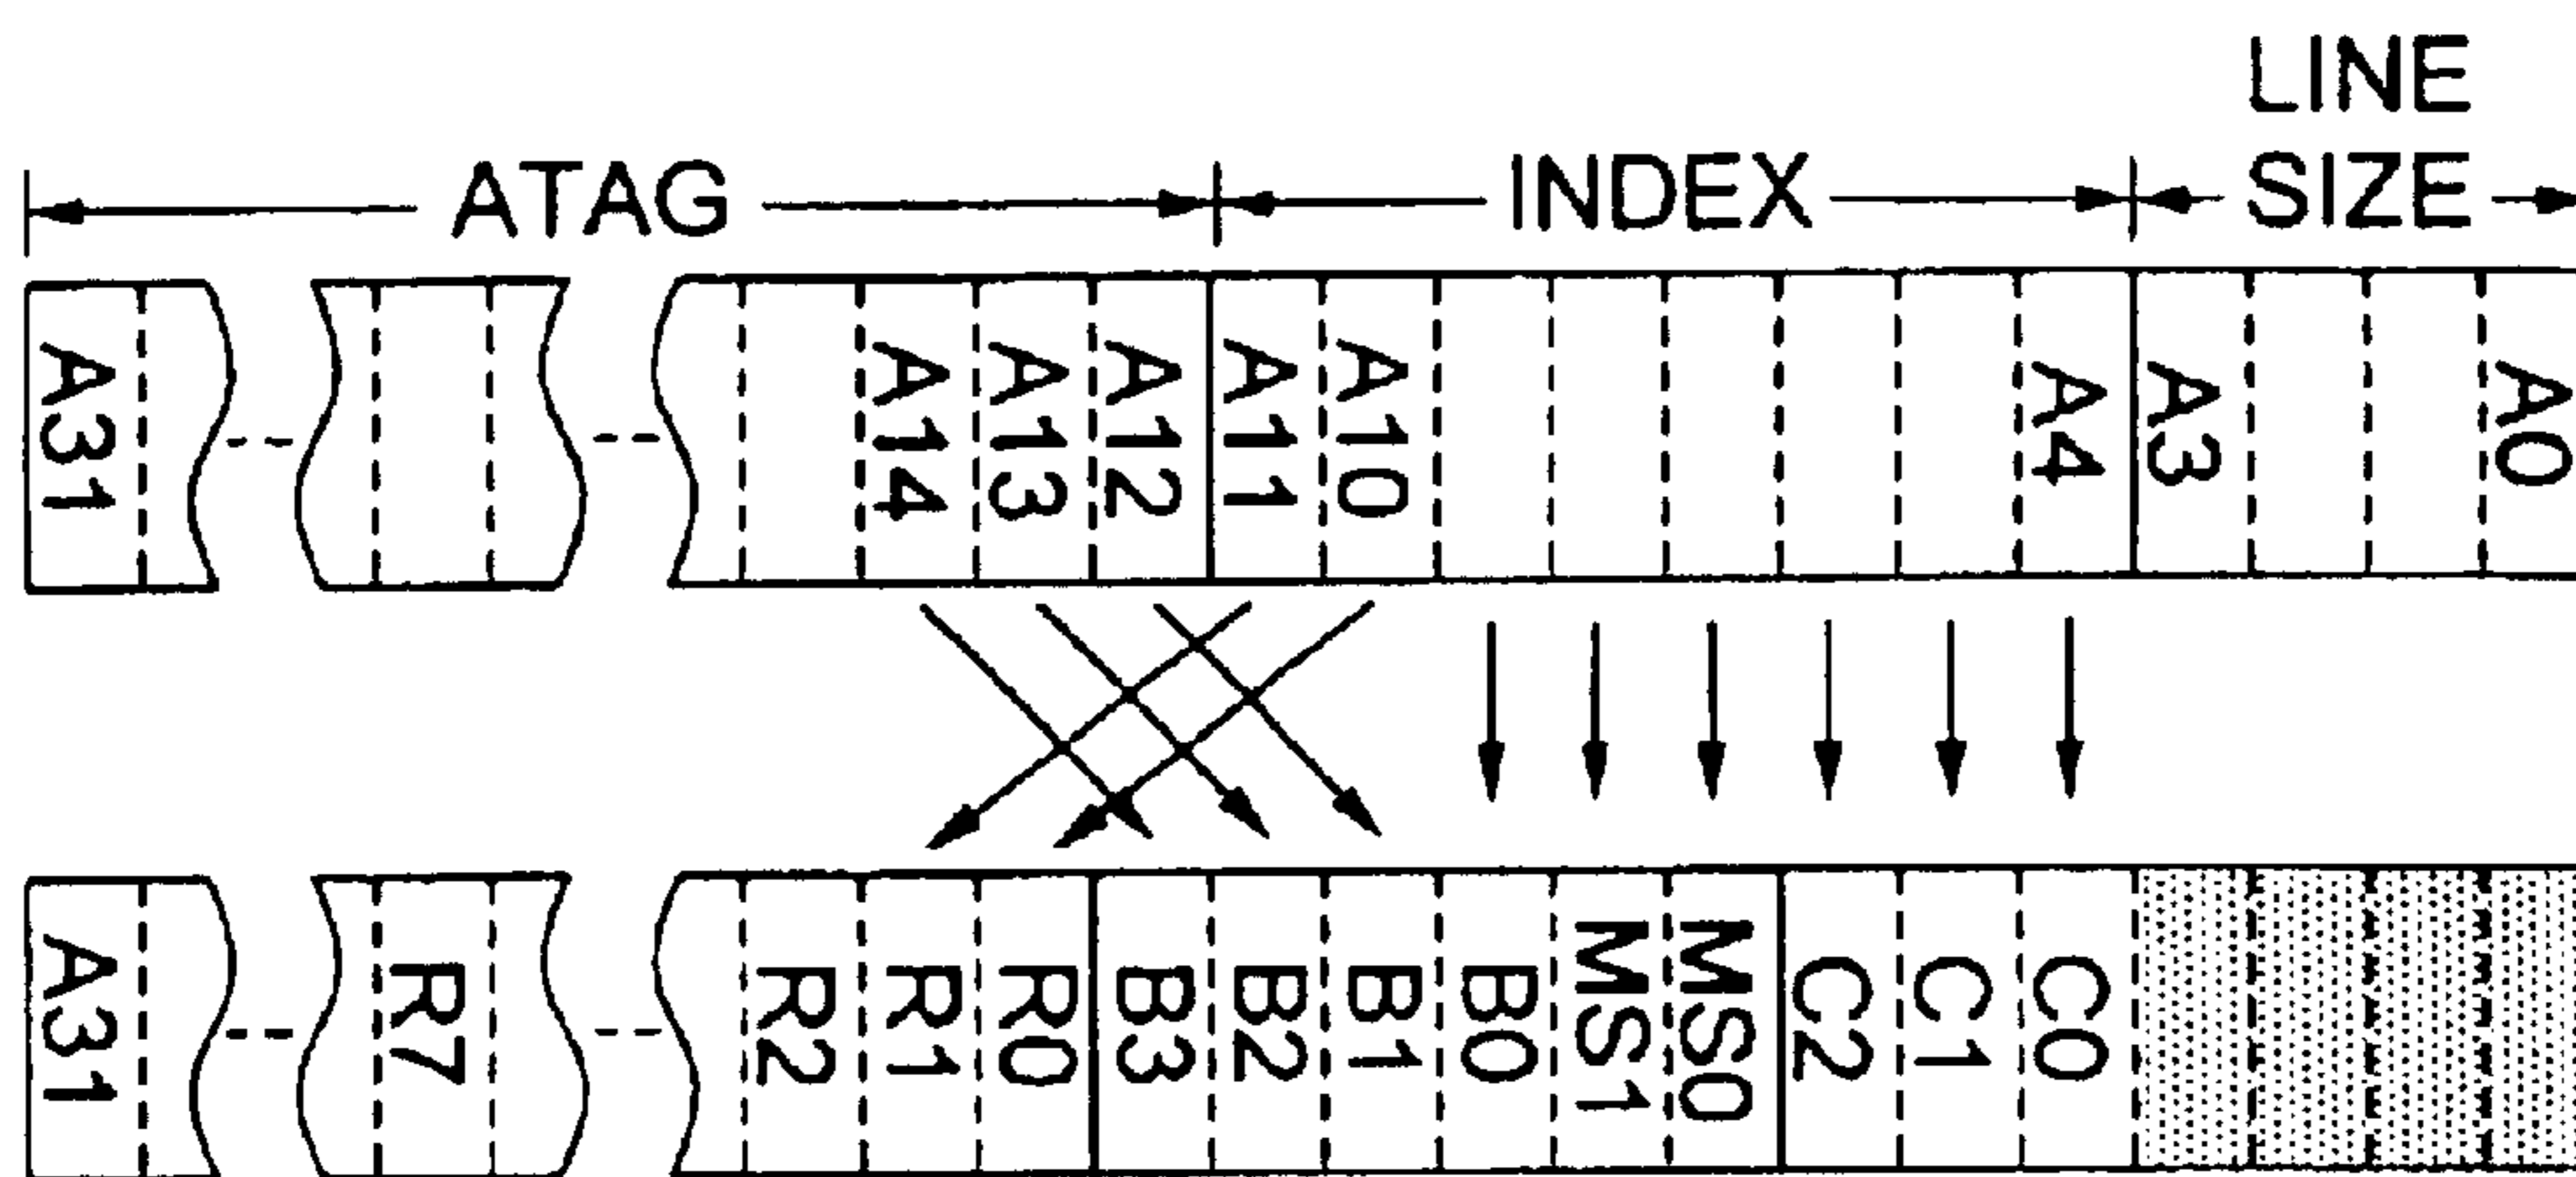 LINE
ATAG INDEX SIZE
A31 A14 A13 A12 A11 A10 A4 A3 A0
A31 R7 R2 R1 R0 B3 B2 B1 B0 MS1 MS0 C2 C1 C0